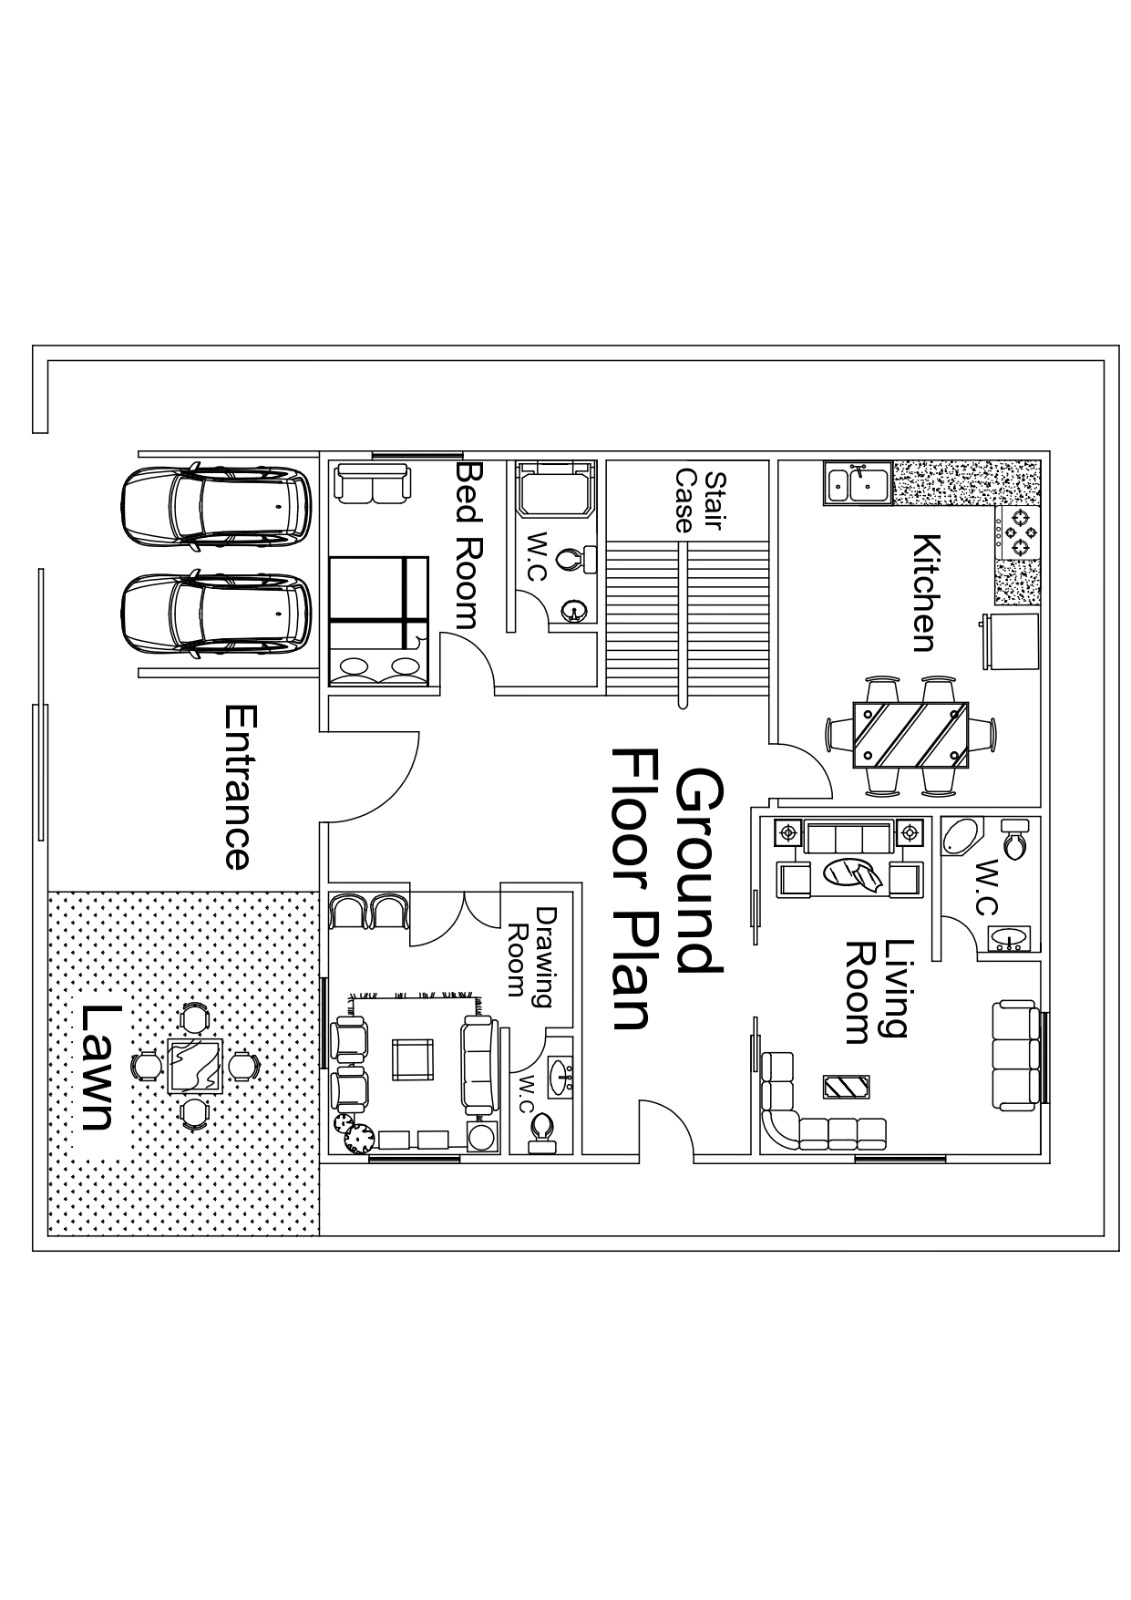 Kitchen
W.C
Living
Room
Stair
Case
Ground
Floor Plan
W.C
Bed Room
Drawing
Room
W.C
Entrance
Lawn